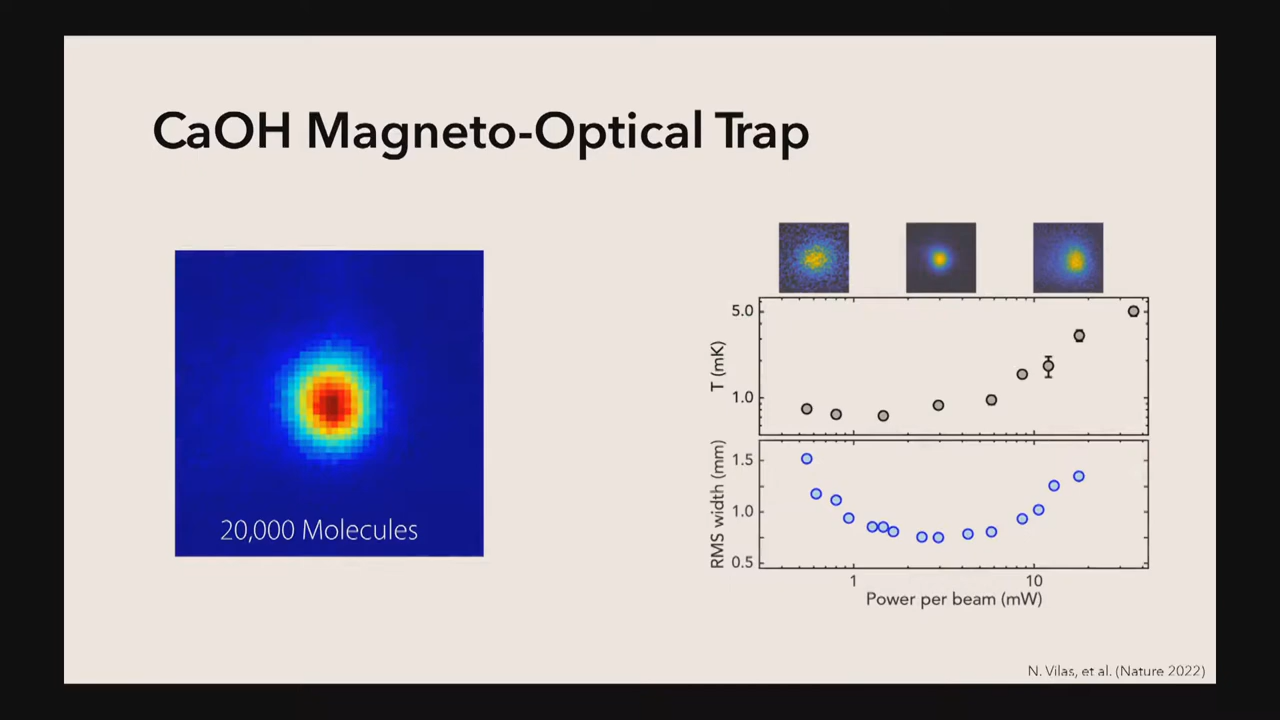 CaOH Magneto-Optical Trap
20,000 Molecules
5.0
1.0
T (mK)
1.5
1.0
0.5
RMS width (mm)
1
10
Power per beam (mW)
N. Vilas, et al. (Nature 2022)